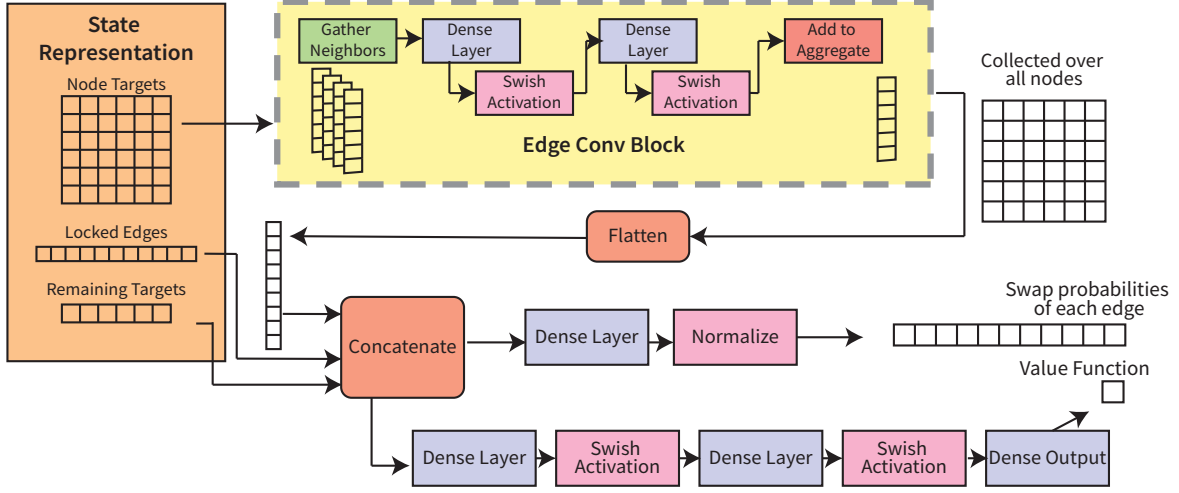 State
Representation
Node Targets
Locked Edges
Remaining Targets
Gather
Neighbors
Dense
Layer
Swish
Activation
Dense
Layer
Swish
Activation
Add to
Aggregate
Edge Conv Block
Collected over
all nodes
Flatten
Concatenate
Dense Layer
Normalize
Swap probabilities
of each edge
Value Function
Dense Layer
Swish
Activation
Dense Layer
Swish
Activation
Dense Output